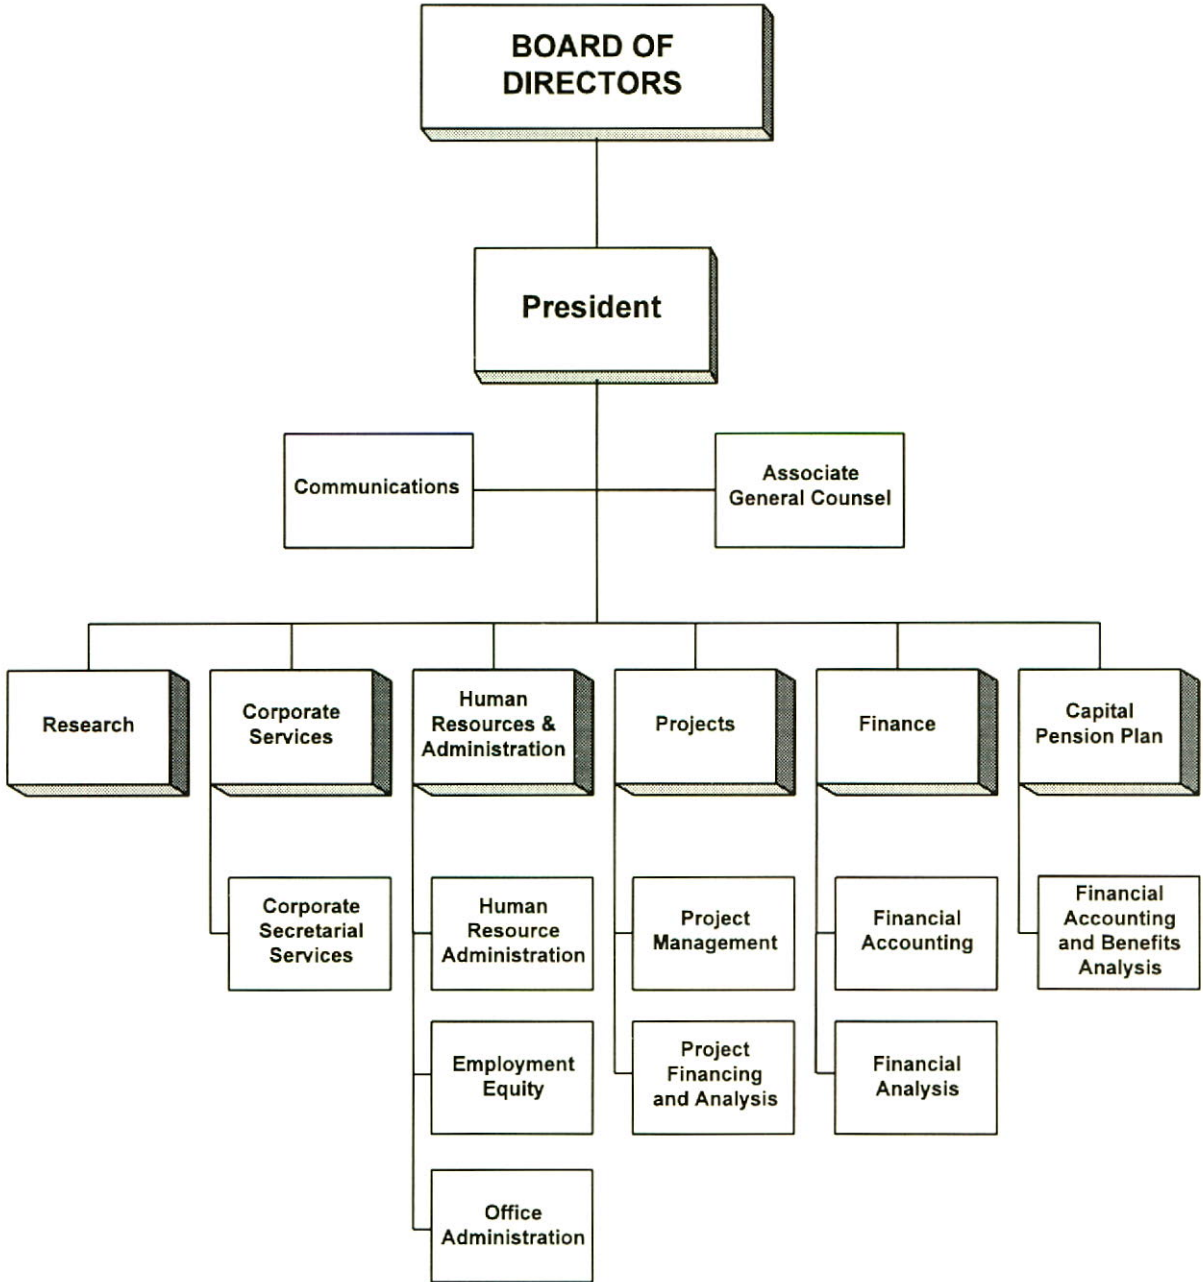 BOARD OF
DIRECTORS
President
Communications
Associate
General Counsel
Research
Corporate
Services
Human
Resources &
Administration
Projects
Finance
Capital
Pension Plan
Corporate
Secretarial
Services
Human
Resource
Administration
Project
Management
Financial
Accounting
Financial
Accounting
and Benefits
Analysis
Employment
Equity
Project
Financing
and Analysis
Financial
Analysis
Office
Administration